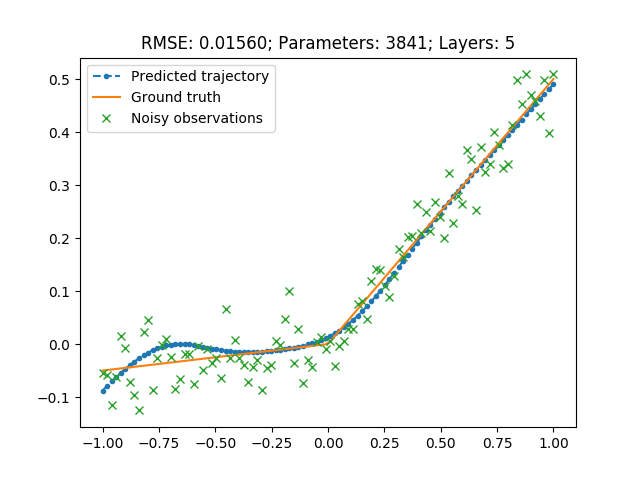 RMSE: 0.01560; Parameters: 3841; Layers: 5
Predicted trajectory
Ground truth
Noisy observations
0.5
0.4
0.3
0.2
0.1
0.0
−0.1
−1.00 −0.75 −0.50 −0.25 0.00 0.25 0.50 0.75 1.00